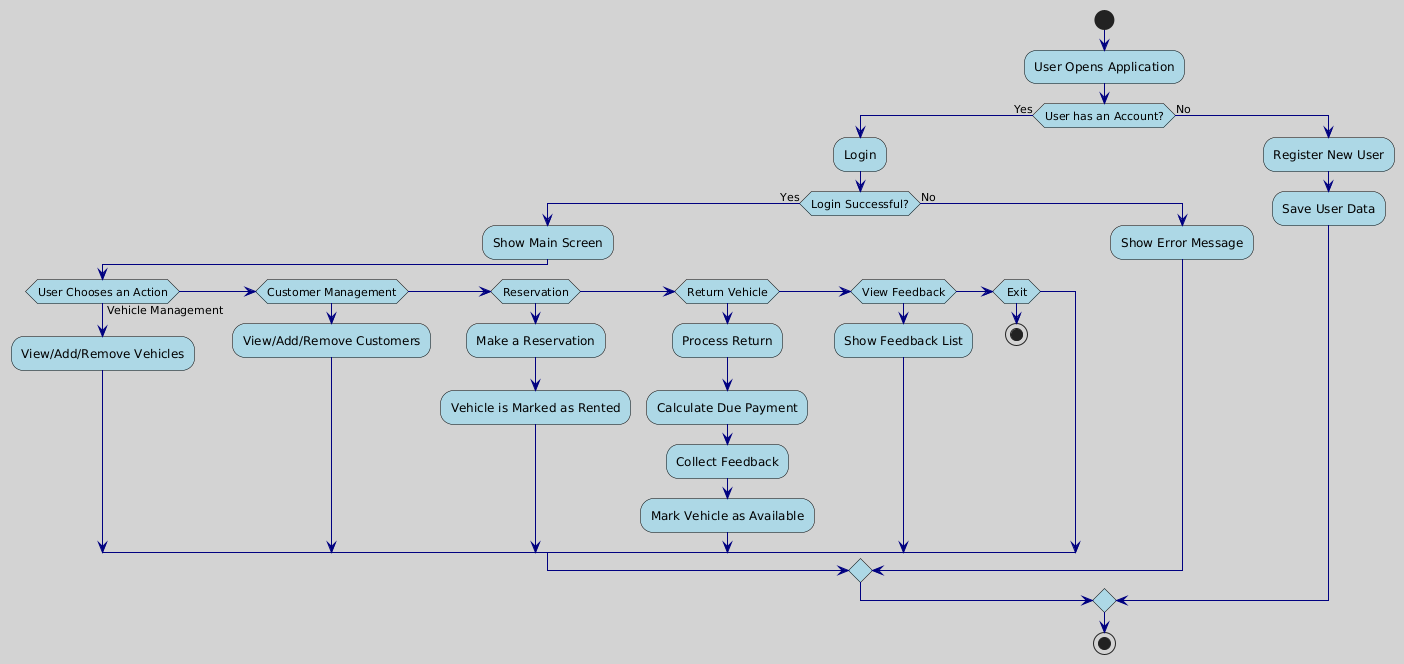 User Opens Application
Yes
User has an Account?
No
Login
Register New User
Yes
Login Successful?
No
Save User Data
Show Main Screen
Show Error Message
User Chooses an Action
Customer Management
Reservation
Return Vehicle
View Feedback
Exit
Vehicle Management
View/Add/Remove Vehicles
View/Add/Remove Customers
Make a Reservation
Process Return
Show Feedback List
Vehicle is Marked as Rented
Calculate Due Payment
Collect Feedback
Mark Vehicle as Available